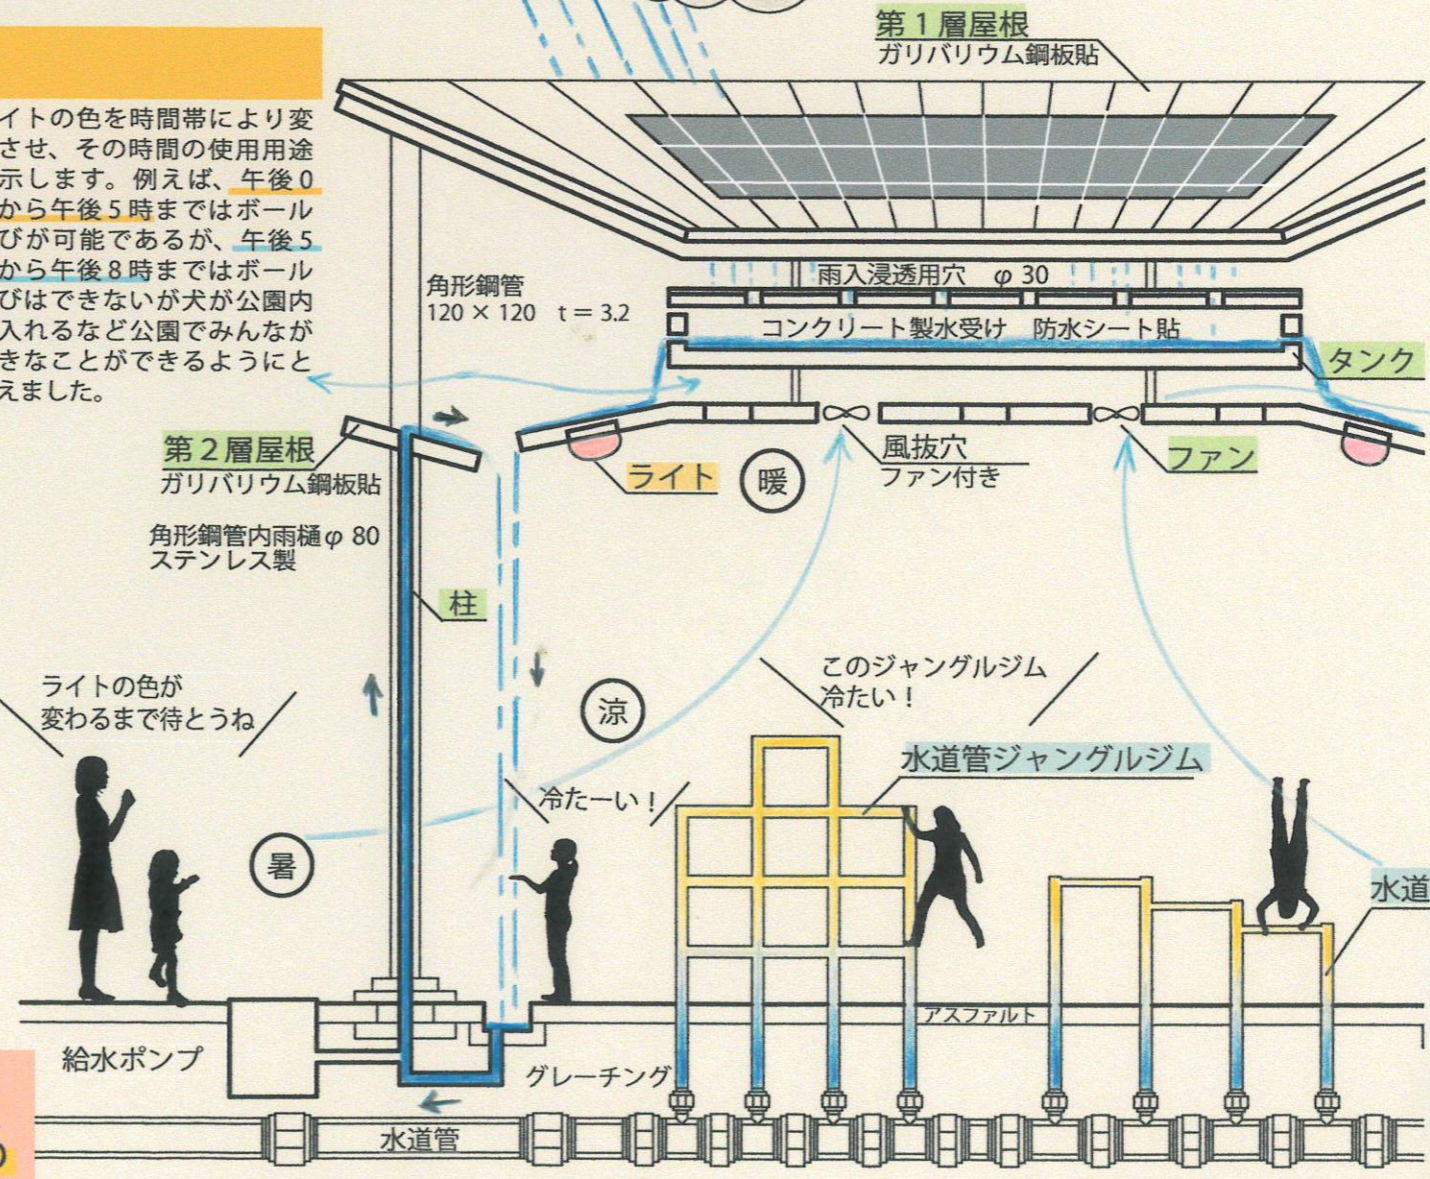 第１層屋根
ガリバリウム鋼板貼
イトの色を時間帯により変
させ、その時間の使用用途
示します。例えば、午後０
から午後５時まではボール
びが可能であるが、午後５
から午後８時まではボール
びはできないが犬が公園内
入れるなど公園でみんなが
きなことができるようにと
えました。
角形鋼管
120 × 120　t = 3.2
雨入浸透用穴　φ 30
コンクリート製水受け　防水シート貼
タンク
第２層屋根
ガリバリウム鋼板貼
ライト
暖
風抜穴
ファン付き
ファン
角形鋼管内雨樋φ 80
ステンレス製
柱
ライトの色が
変わるまで待とうね
涼
このジャングルジム
冷たい！
水道管ジャングルジム
冷たーい！
暑
水道
アスファルト
給水ポンプ
グレーチング
水道管
の